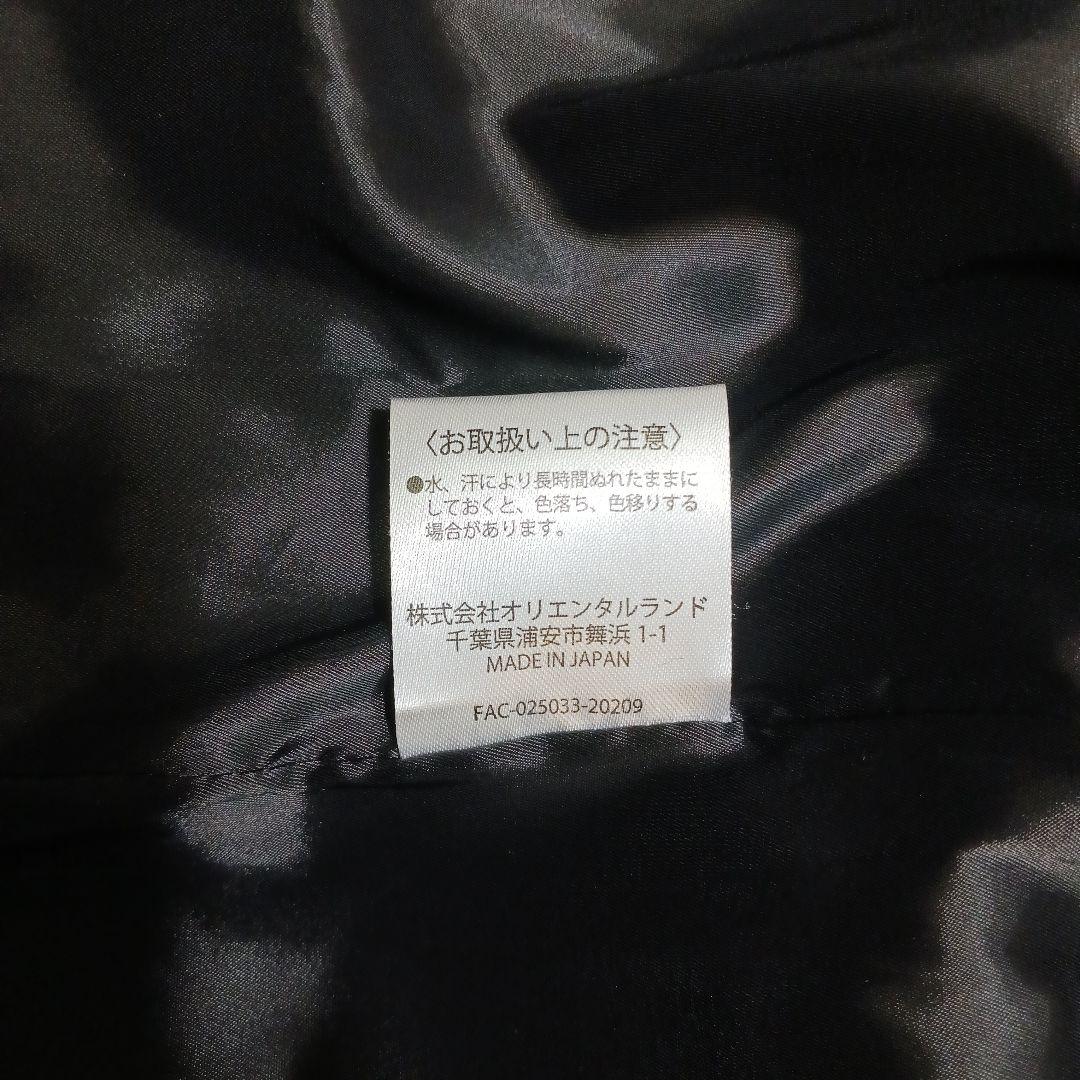 〈お取扱い上の注意〉
●水、汗により長時間ぬれたままに
しておくと、色落ち、色移りする
場合があります。
株式会社オリエンタルランド
千葉県浦安市舞浜 1-1
MADE IN JAPAN
FAC-025033-20209